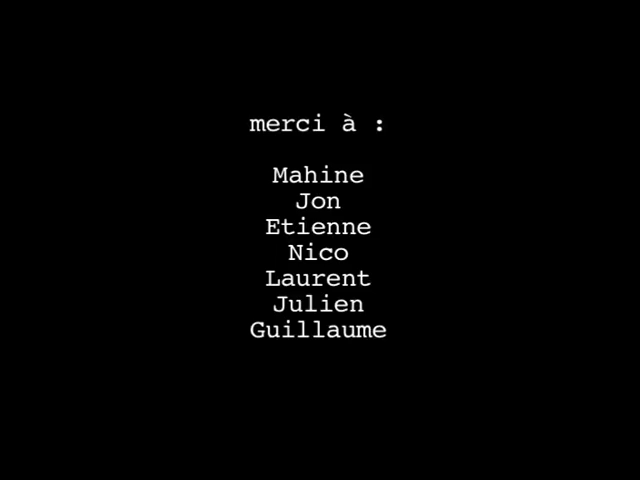 merci à :
Mahine
Jon
Etienne
Nico
Laurent
Julien
Guillaume